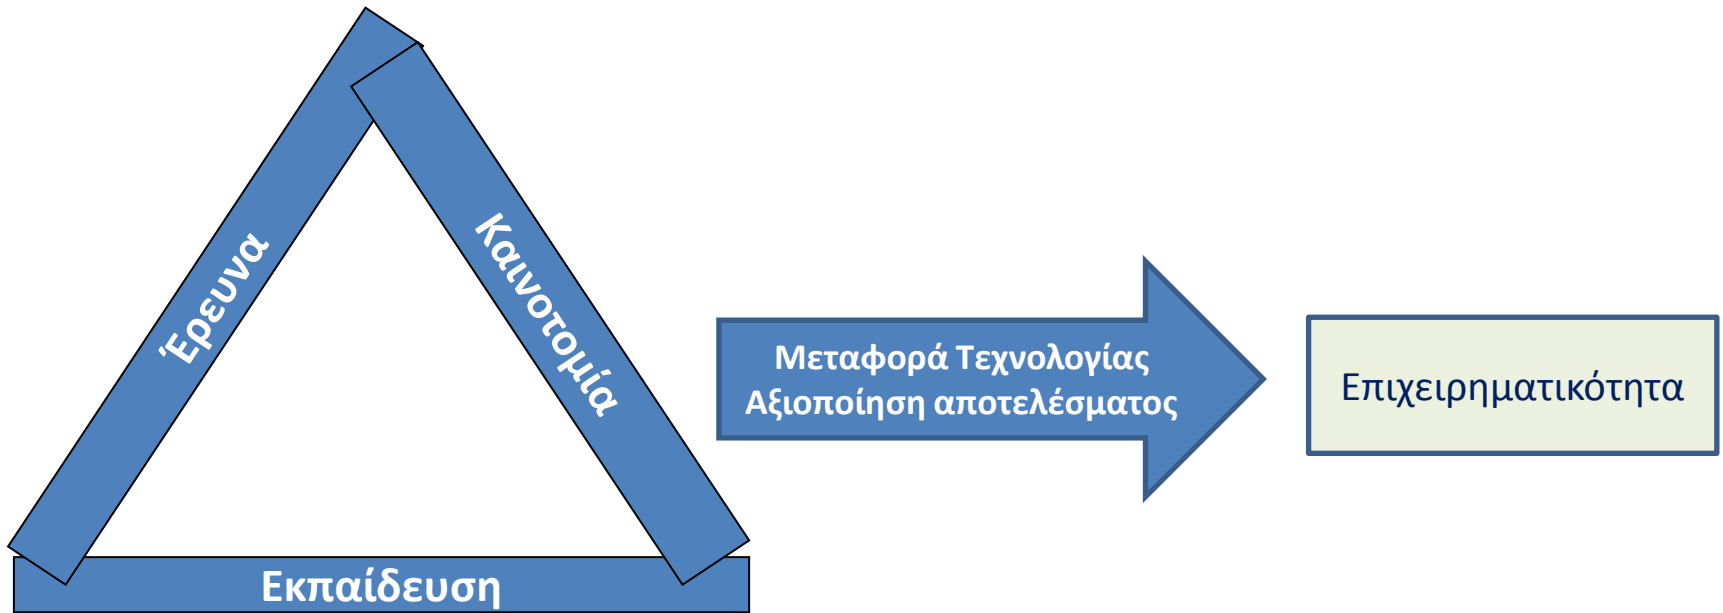 Έρευνα
Καινοτομία
Εκπαίδευση
Μεταφορά Τεχνολογίας
Αξιοποίηση αποτελέσματος
Επιχειρηματικότητα